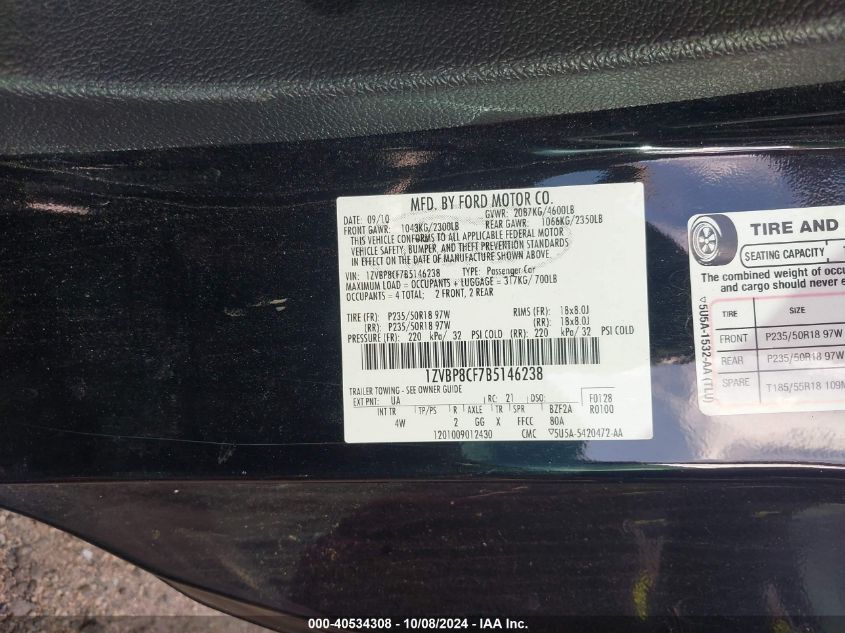 MFD. BY FORD MOTOR CO.
DATE: 09/10 GVWR: 2087KG/4600LB
FRONT GAWR: 1043KG/2300LB REAR GAWR: 1066KG/2350LB
THIS VEHICLE CONFORMS TO ALL APPLICABLE FEDERAL MOTOR
VEHICLE SAFETY, BUMPER, AND THEFT PREVENTION STANDARDS
IN EFFECT ON THE DATE OF MANUFACTURE SHOWN ABOVE.
VIN: 1ZVBP8CF7B5146238 TYPE: Passenger Car
MAXIMUM LOAD = OCCUPANTS + LUGGAGE = 317KG/700LB
OCCUPANTS = 4 TOTAL: 2 FRONT, 2 REAR
TIRE (FR): P235/50R18 97W RIMS (FR): 18x8.0J
(RR): P235/50R18 97W (RR): 18x8.0J
PRESSURE (FR): 220 kPa/ 32 PSI COLD (RR): 220 kPa/ 32 PSI COLD
1ZVBP8CF7B5146238
TRAILER TOWING - SEE OWNER GUIDE
EXT PNT: UA RC: 21 DSO: F0128
INT TR TP/PS R AXLE TR SPR BZF2A R0100
4W 2 GG X FFCC 80A
1201009012430 CMC ▽5U5A-5420472-AA
TIRE AND
SEATING CAPACITY
The combined weight of occu
and cargo should never e
▽5U5A-1532-AA (TLU)
TIRE SIZE
FRONT P235/50R18 97W
REAR P235/50R18 97W
SPARE T185/55R18 109M
000-40534308 - 10/08/2024 - IAA Inc.